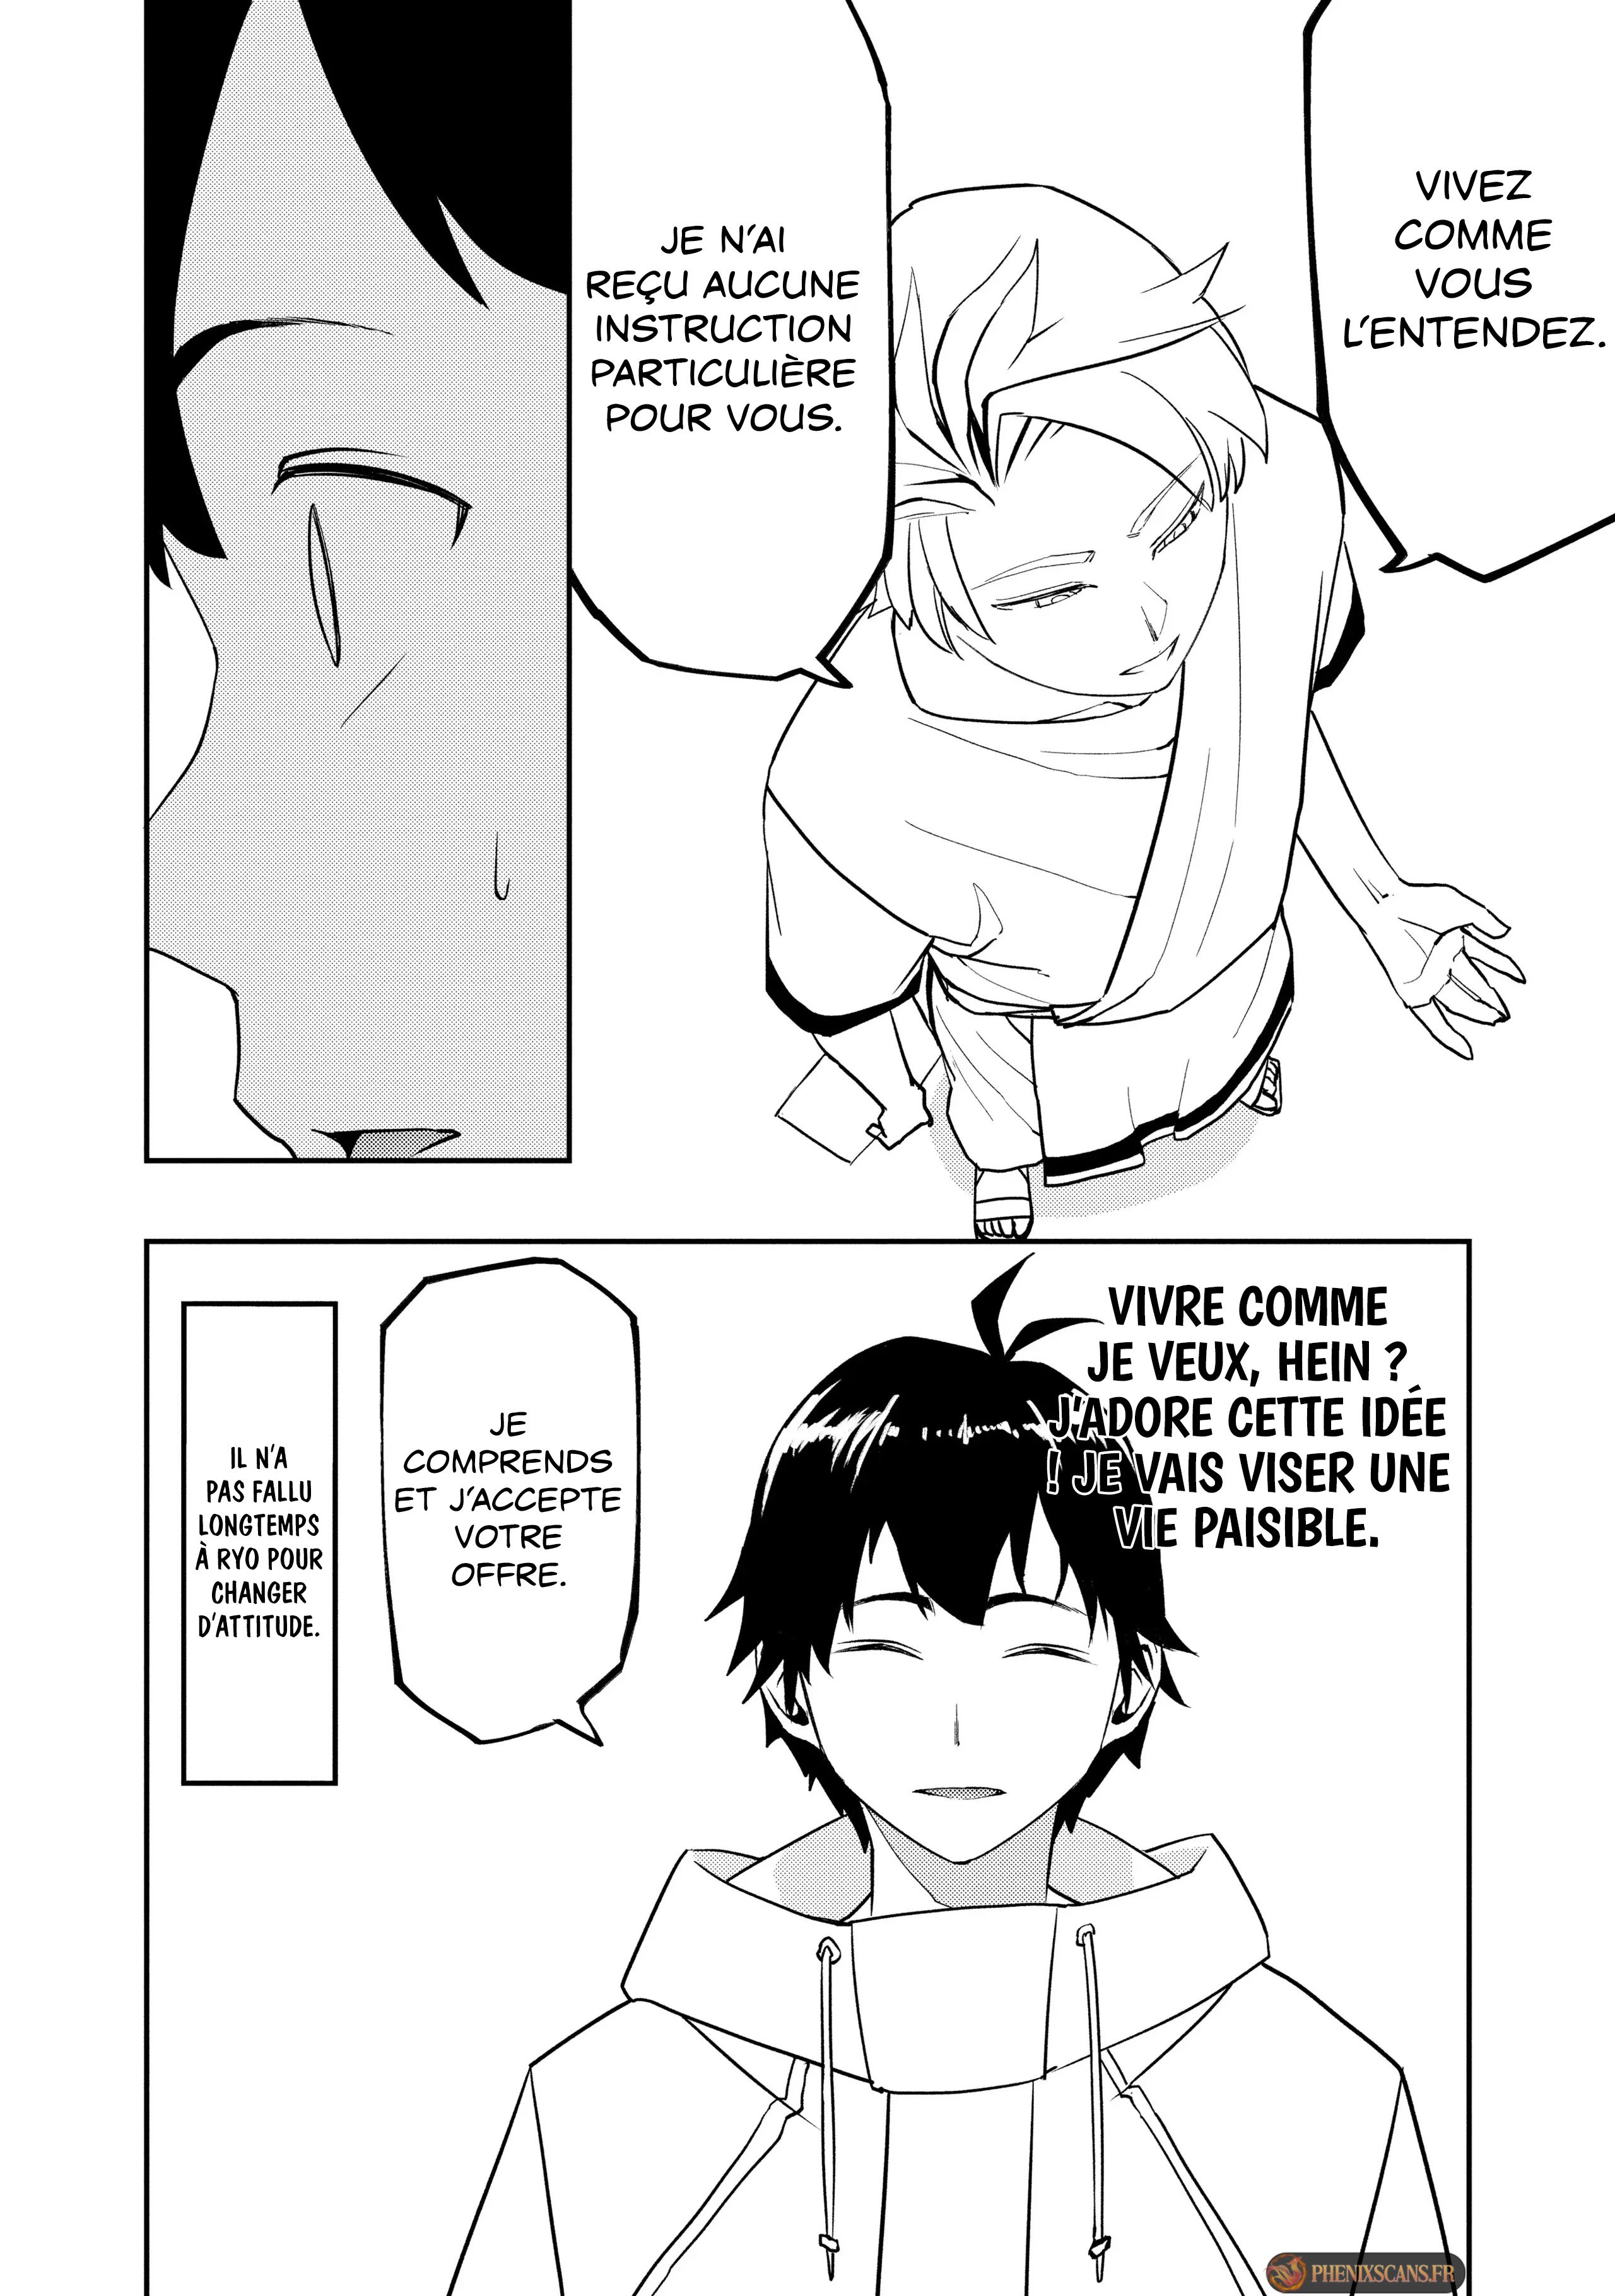 VIVEZ
COMME
VOUS
L'ENTENDEZ.
JE N'AI
REÇU AUCUNE
INSTRUCTION
PARTICULIÈRE
POUR VOUS.
VIVRE COMME
JE VEUX, HEIN ?
J'ADORE CETTE IDÉE
! JE VAIS VISER UNE
VIE PAISIBLE.
JE
COMPRENDS
ET J'ACCEPTE
VOTRE
OFFRE.
IL N'A
PAS FALLU
LONGTEMPS
À RYO POUR
CHANGER
D'ATTITUDE.
PHENIXSCANS.FR